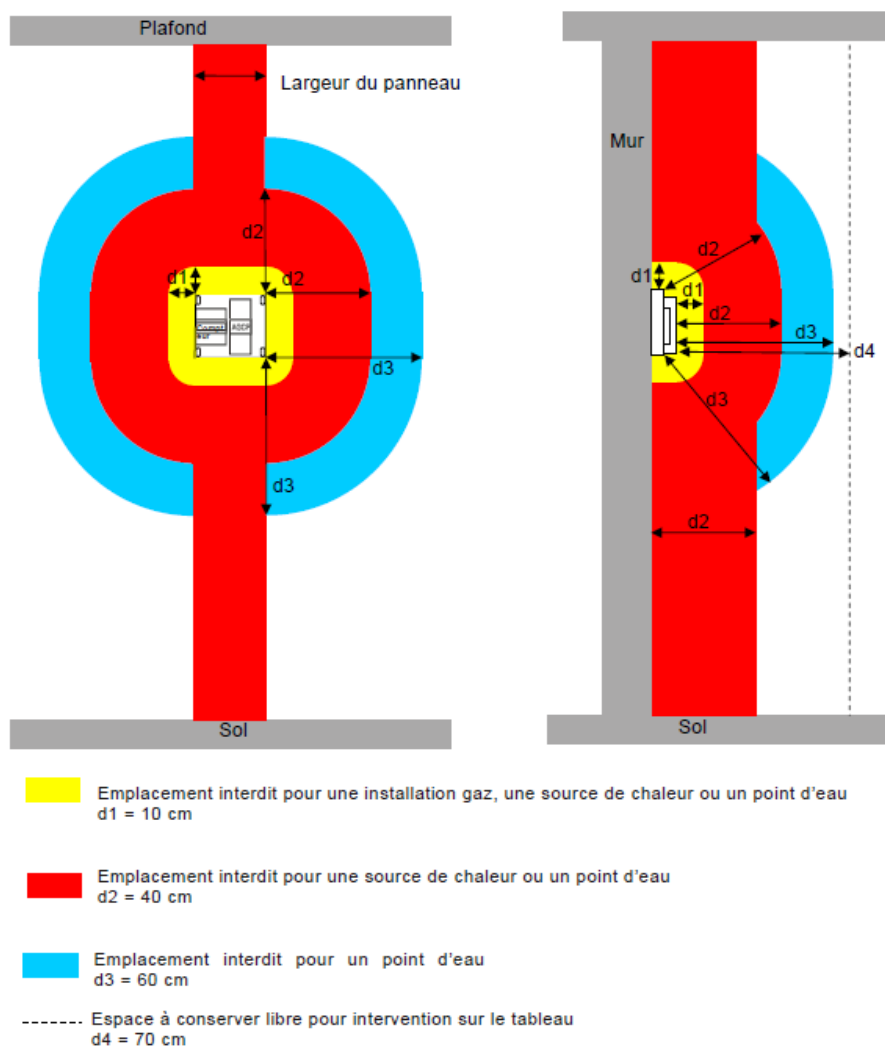 Plafond
Largeur du panneau
d2
d1
d2
Compt
eur
AGCP
d3
d3
Sol
Mur
d2
d1
d1
d2
d3
d4
d3
d2
Sol
Emplacement interdit pour une installation gaz, une source de chaleur ou un point d'eau
d1 = 10 cm
Emplacement interdit pour une source de chaleur ou un point d'eau
d2 = 40 cm
Emplacement interdit pour un point d'eau
d3 = 60 cm
Espace à conserver libre pour intervention sur le tableau
d4 = 70 cm